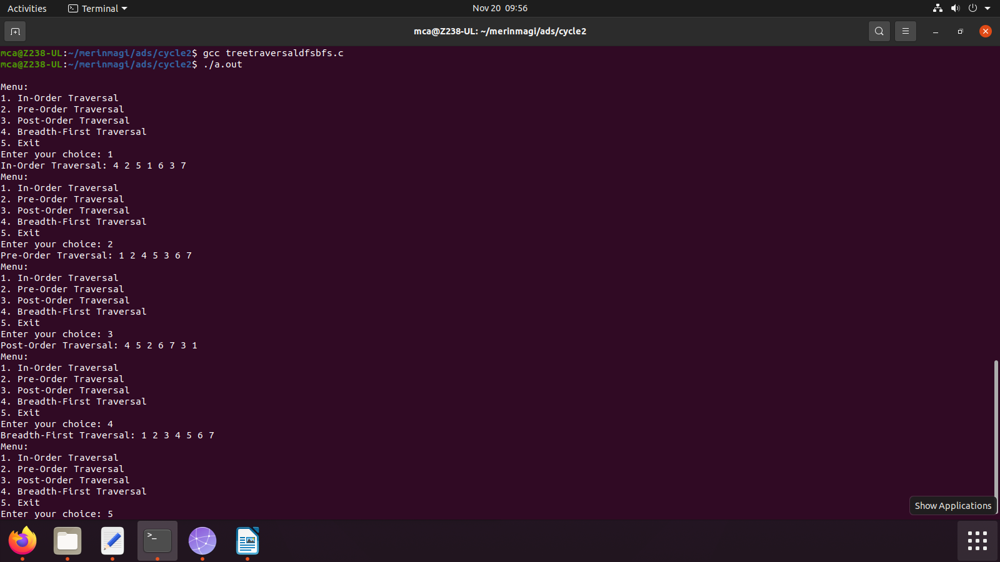 Activities Terminal Nov 20 09:56
mca@Z238-UL: ~/merinmagi/ads/cycle2
mca@Z238-UL:~/merinmagi/ads/cycle2$ gcc treetraversaldfsbfs.c
mca@Z238-UL:~/merinmagi/ads/cycle2$ ./a.out
Menu:
1. In-Order Traversal
2. Pre-Order Traversal
3. Post-Order Traversal
4. Breadth-First Traversal
5. Exit
Enter your choice: 1
In-Order Traversal: 4 2 5 1 6 3 7
Menu:
1. In-Order Traversal
2. Pre-Order Traversal
3. Post-Order Traversal
4. Breadth-First Traversal
5. Exit
Enter your choice: 2
Pre-Order Traversal: 1 2 4 5 3 6 7
Menu:
1. In-Order Traversal
2. Pre-Order Traversal
3. Post-Order Traversal
4. Breadth-First Traversal
5. Exit
Enter your choice: 3
Post-Order Traversal: 4 5 2 6 7 3 1
Menu:
1. In-Order Traversal
2. Pre-Order Traversal
3. Post-Order Traversal
4. Breadth-First Traversal
5. Exit
Enter your choice: 4
Breadth-First Traversal: 1 2 3 4 5 6 7
Menu:
1. In-Order Traversal
2. Pre-Order Traversal
3. Post-Order Traversal
4. Breadth-First Traversal
5. Exit
Enter your choice: 5
Show Applications